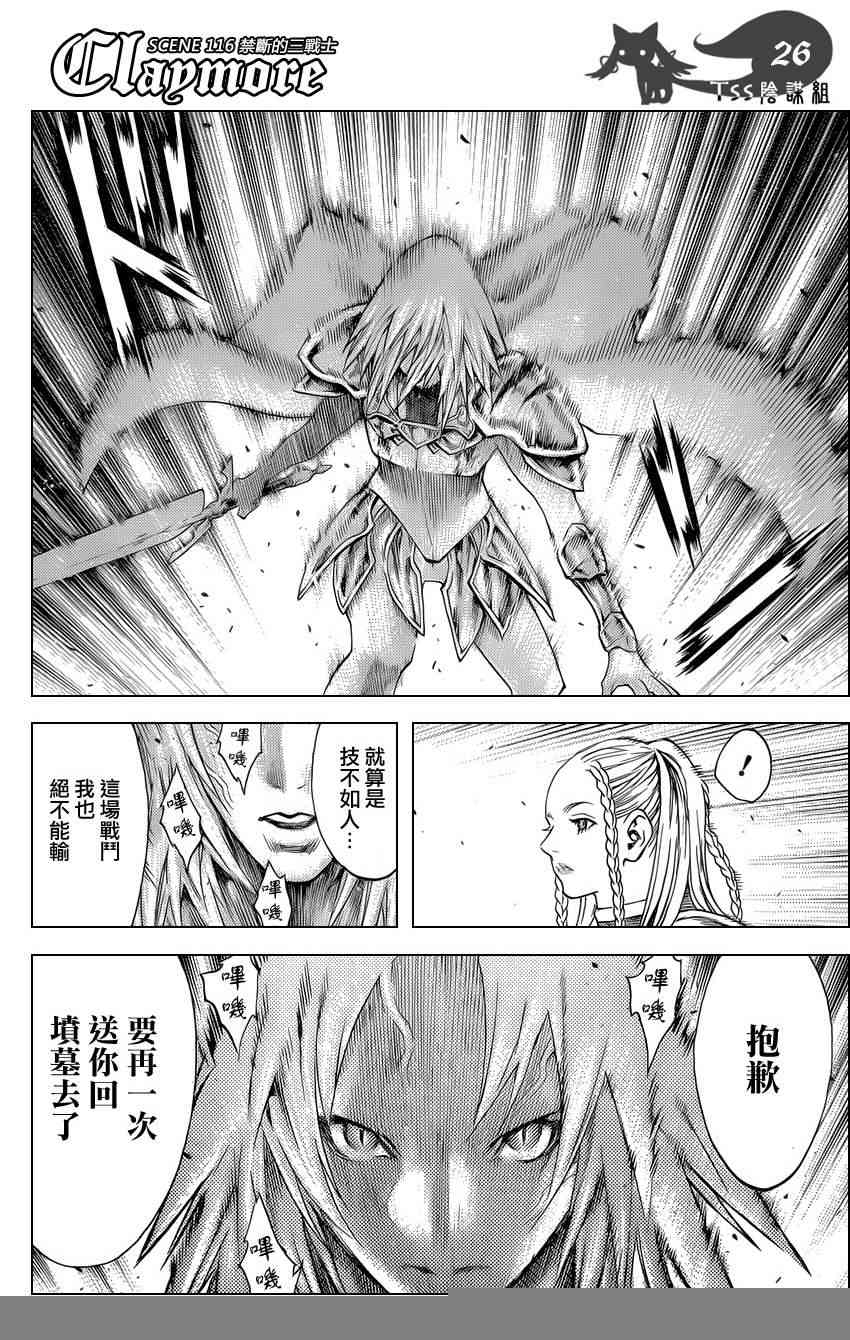 SCENE 116 禁斷的三戰士
Claymore
26
Tss陰謀組
!
就算是
技不如人…
這場戰鬥
我也
絕不能輸
嗶
嘰
嗶
嘰
嗶
嘰
抱歉
要再一次
送你回
墳墓去了
嗶
嘰
嗶
嘰
嗶
嘰